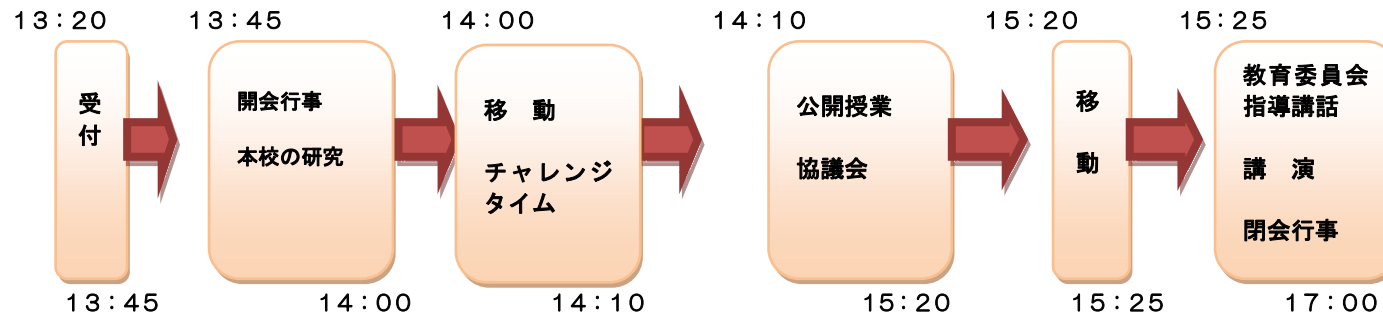 13：20
13：45
14：00
14：10
15：20
15：25
受
付
開会行事
本校の研究
移　動
チャレンジ
タイム
公開授業
協議会
移
動
教育委員会
指導講話
講　演
閉会行事
13：45
14：00
14：10
15：20
15：25
17：00